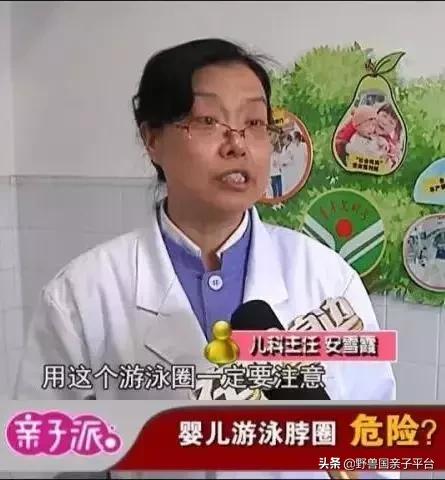 儿科主任 安雪霞
用这个游泳圈一定要注意
亲子派
婴儿游泳脖圈 危险?
头条 @野兽国亲子平台